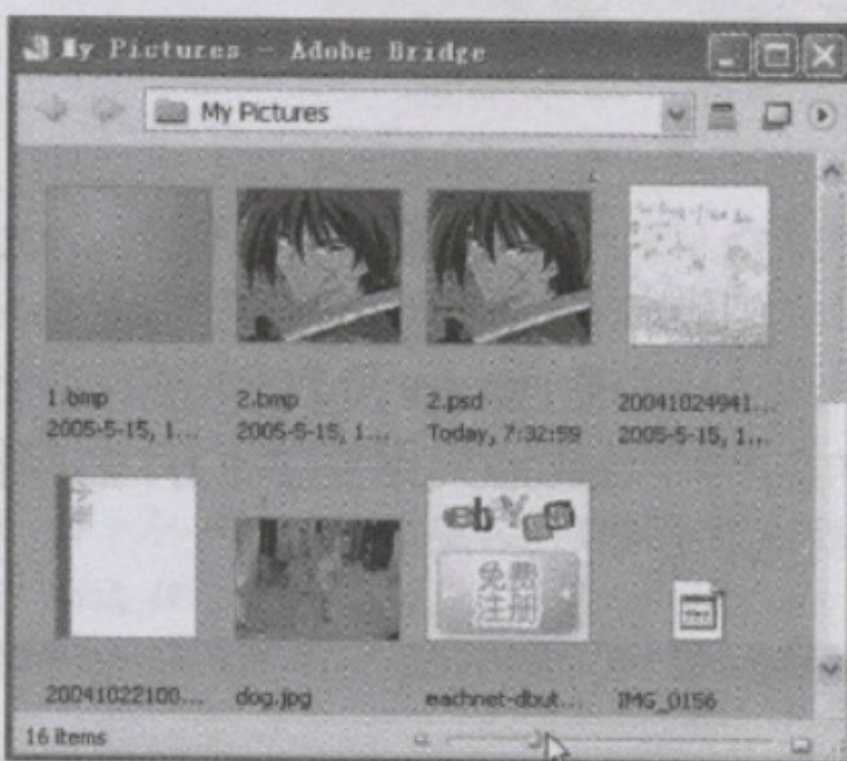 My Pictures - Adobe Bridge
My Pictures
1.bmp
2005-5-15, 1...
2.bmp
2005-5-15, 1...
2.psd
Today, 7:32:59
20041024941...
2005-5-15, 1...
20041022100...
dog.jpg
ebY
免费
注册
eachnet-dbut...
IMG_0156
16 items